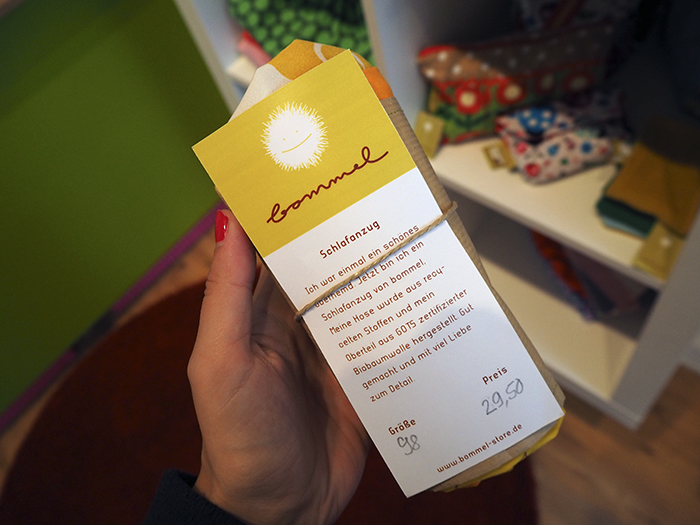 bommel
Schlafanzug
Ich war einmal ein schönes
Jetzt bin ich ein
Schlafanzug von bommel.
Meine Hose wurde aus recy-
celten Stoffen und mein
Oberteil aus GOTS zertifizierter
Biobaumwolle hergestellt Gut
gemacht und mit viel Liebe
zum Detail
Größe
98
Preis
29,50
www.bommel-store.de